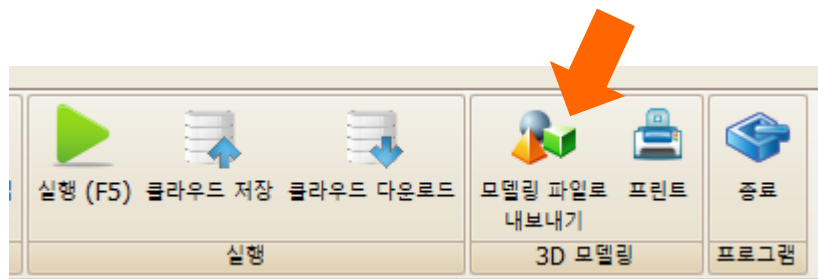 실행 (F5)
클라우드 저장
클라우드 다운로드
모델링 파일로
내보내기
프린트
종료
실행
3D 모델링
프로그램